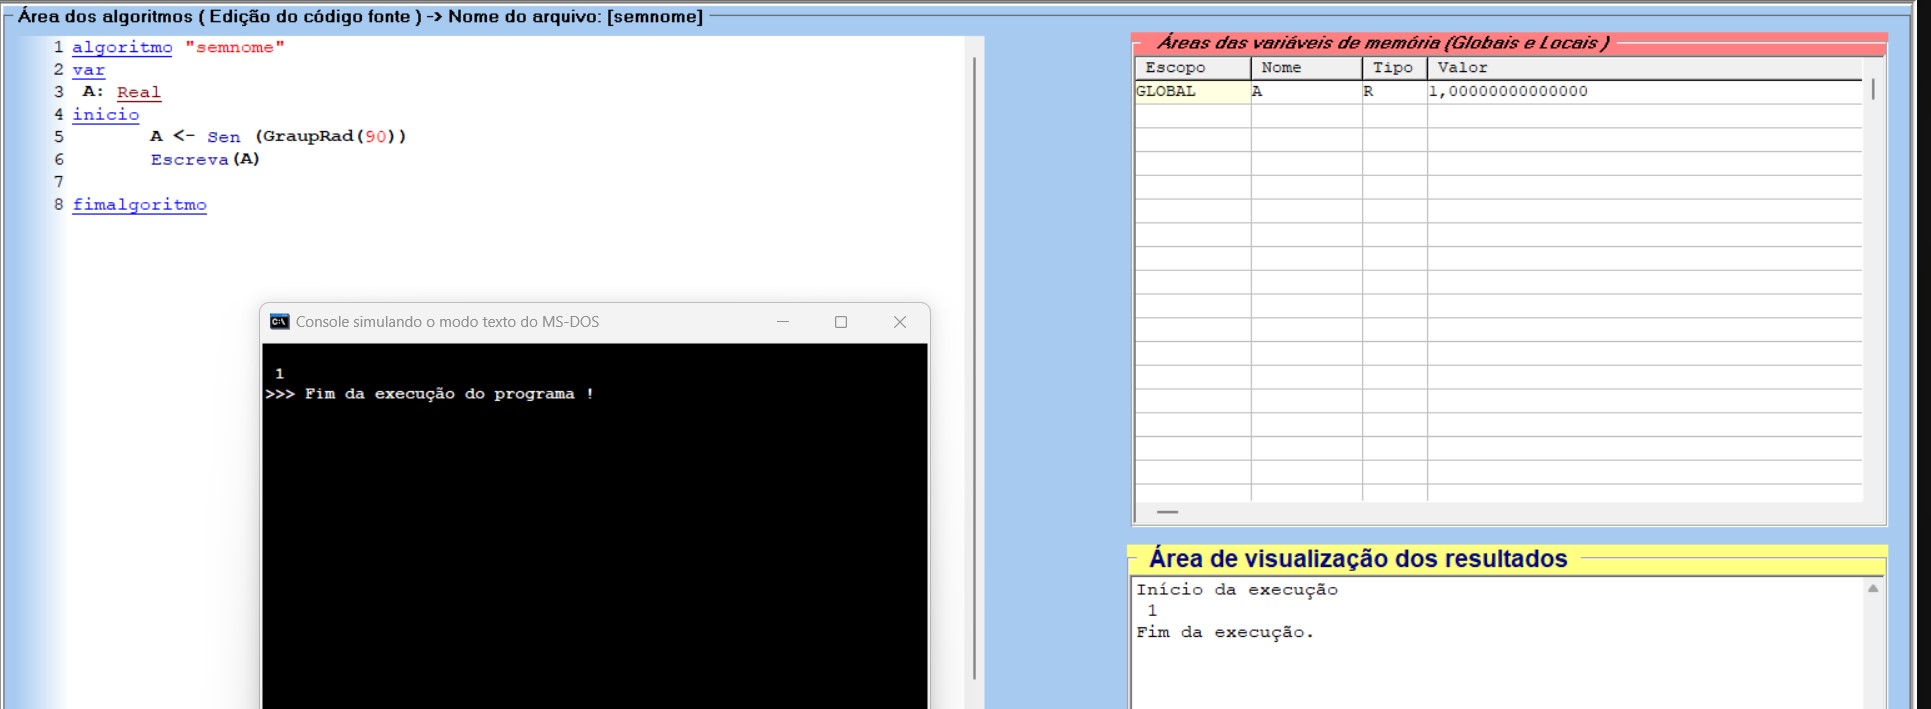 Área dos algoritmos ( Edição do código fonte ) -> Nome do arquivo: [semnome]
1 algoritmo "semnome"
2 var
3 A: Real
4 inicio
5 A <- Sen (GraupRad(90))
6 Escreva(A)
7
8 fimalgoritmo
Console simulando o modo texto do MS-DOS
1
>>> Fim da execução do programa !
Áreas das variáveis de memória (Globais e Locais )
Escopo Nome Tipo Valor
GLOBAL A R 1,00000000000000
Área de visualização dos resultados
Início da execução
1
Fim da execução.